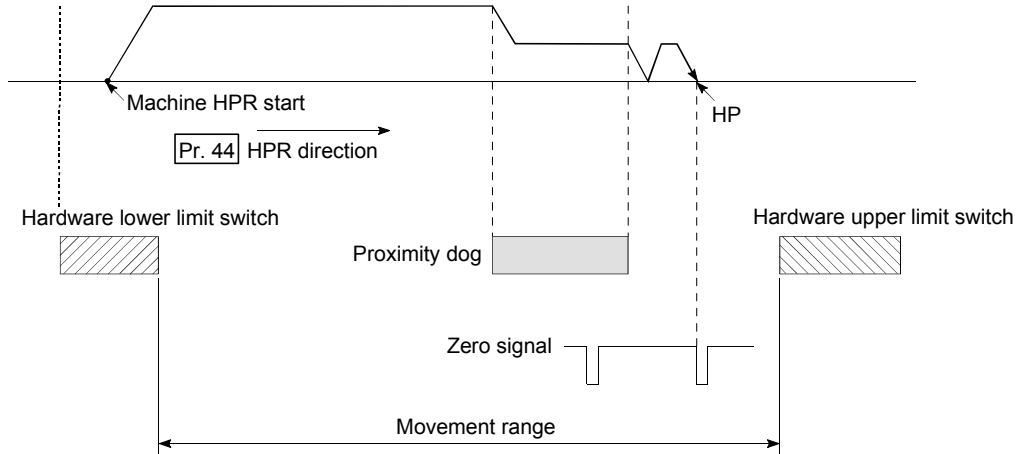 Machine HPR start
HP
Pr. 44 HPR direction
Hardware lower limit switch
Hardware upper limit switch
Proximity dog
Zero signal
Movement range